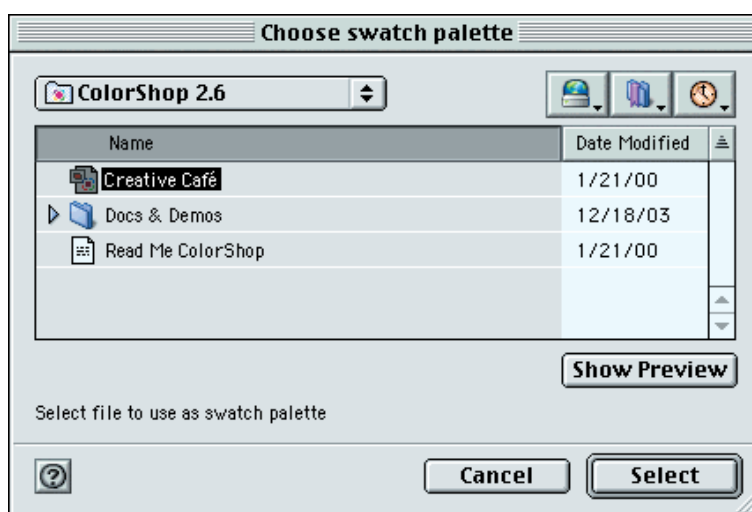 Choose swatch palette
ColorShop 2.6
Name Date Modified
Creative Café 1/21/00
Docs & Demos 12/18/03
Read Me ColorShop 1/21/00
Show Preview
Select file to use as swatch palette
? Cancel Select